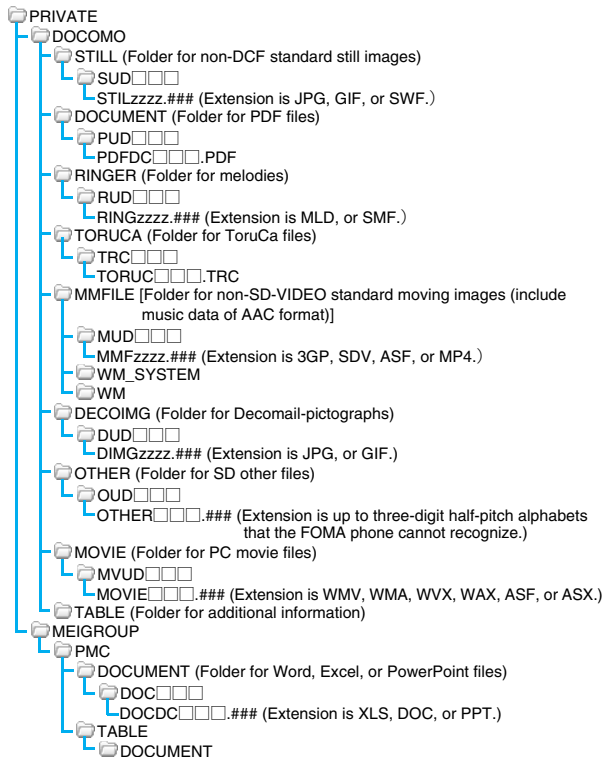 PRIVATE
DOCOMO
STILL (Folder for non-DCF standard still images)
SUD□□□
STILzzzz.### (Extension is JPG, GIF, or SWF.)
DOCUMENT (Folder for PDF files)
PUD□□□
PDFDC□□□.PDF
RINGER (Folder for melodies)
RUD□□□
RINGzzzz.### (Extension is MLD, or SMF.)
TORUCA (Folder for ToruCa files)
TRC□□□
TORUC□□□.TRC
MMFILE [Folder for non-SD-VIDEO standard moving images (include
music data of AAC format)]
MUD□□□
MMFzzzz.### (Extension is 3GP, SDV, ASF, or MP4.)
WM_SYSTEM
WM
DECOIMG (Folder for Decomail-pictographs)
DUD□□□
DIMGzzzz.### (Extension is JPG, or GIF.)
OTHER (Folder for SD other files)
OUD□□□
OTHER□□□.### (Extension is up to three-digit half-pitch alphabets
that the FOMA phone cannot recognize.)
MOVIE (Folder for PC movie files)
MVUD□□□
MOVIE□□□.### (Extension is WMV, WMA, WVX, WAX, ASF, or ASX.)
TABLE (Folder for additional information)
MEIGROUP
PMC
DOCUMENT (Folder for Word, Excel, or PowerPoint files)
DOC□□□
DOCDC□□□.### (Extension is XLS, DOC, or PPT.)
TABLE
DOCUMENT